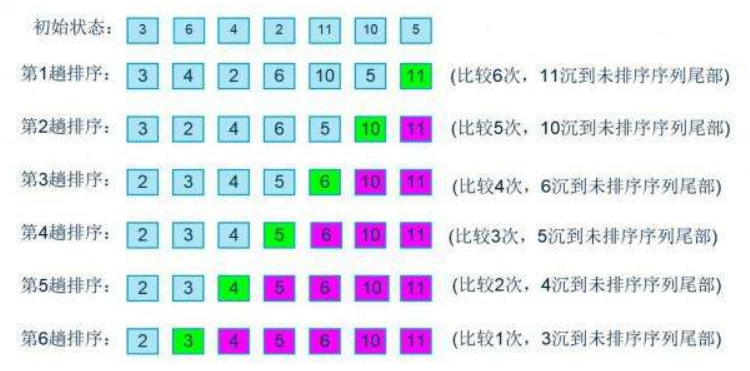 初始状态： 3 6 4 2 11 10 5
第1趟排序： 3 4 2 6 10 5 11 (比较6次，11沉到未排序序列尾部)
第2趟排序： 3 2 4 6 5 10 11 (比较5次，10沉到未排序序列尾部)
第3趟排序： 2 3 4 5 6 10 11 (比较4次，6沉到未排序序列尾部)
第4趟排序： 2 3 4 5 6 10 11 (比较3次，5沉到未排序序列尾部)
第5趟排序： 2 3 4 5 6 10 11 (比较2次，4沉到未排序序列尾部)
第6趟排序： 2 3 4 5 6 10 11 (比较1次，3沉到未排序序列尾部)